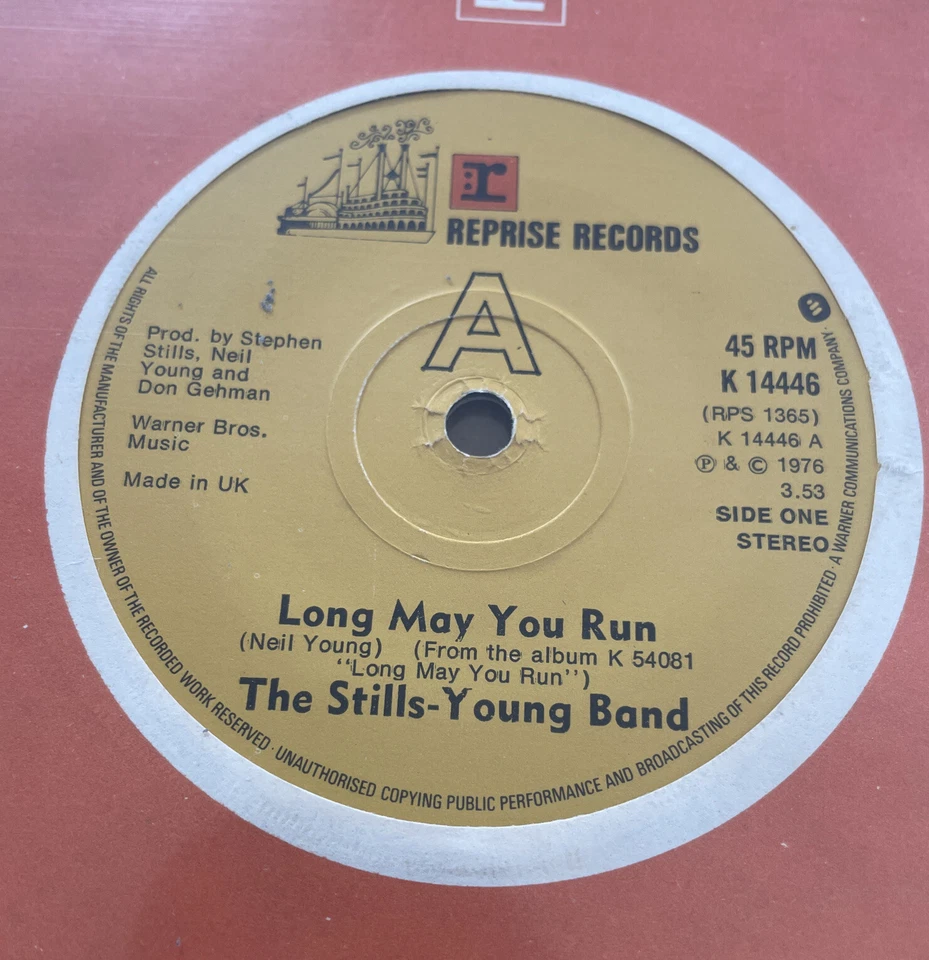 r
REPRISE RECORDS
A
Prod. by Stephen
Stills, Neil
Young and
Don Gehman
Warner Bros.
Music
Made in UK
45 RPM
K 14446
(RPS 1365)
K 14446 A
Ⓟ & © 1976
3.53
SIDE ONE
STEREO
Long May You Run
(Neil Young) (From the album K 54081
"Long May You Run")
The Stills-Young Band
ALL RIGHTS OF THE MANUFACTURER AND OF THE OWNER OF THE RECORDED WORK RESERVED · UNAUTHORISED COPYING PUBLIC PERFORMANCE AND BROADCASTING OF THIS RECORD PROHIBITED · A WARNER COMMUNICATIONS COMPANY ·